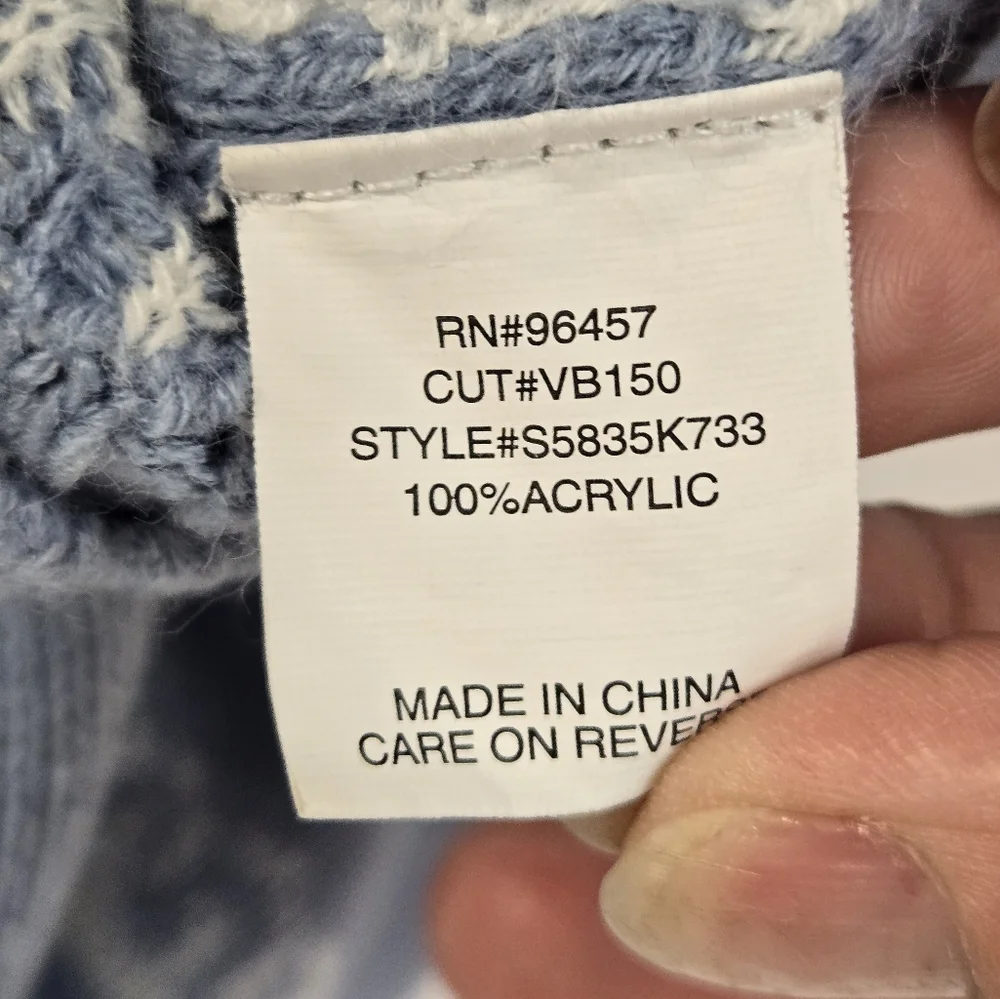 RN#96457
CUT#VB150
STYLE#S5835K733
100%ACRYLIC
MADE IN CHINA
CARE ON